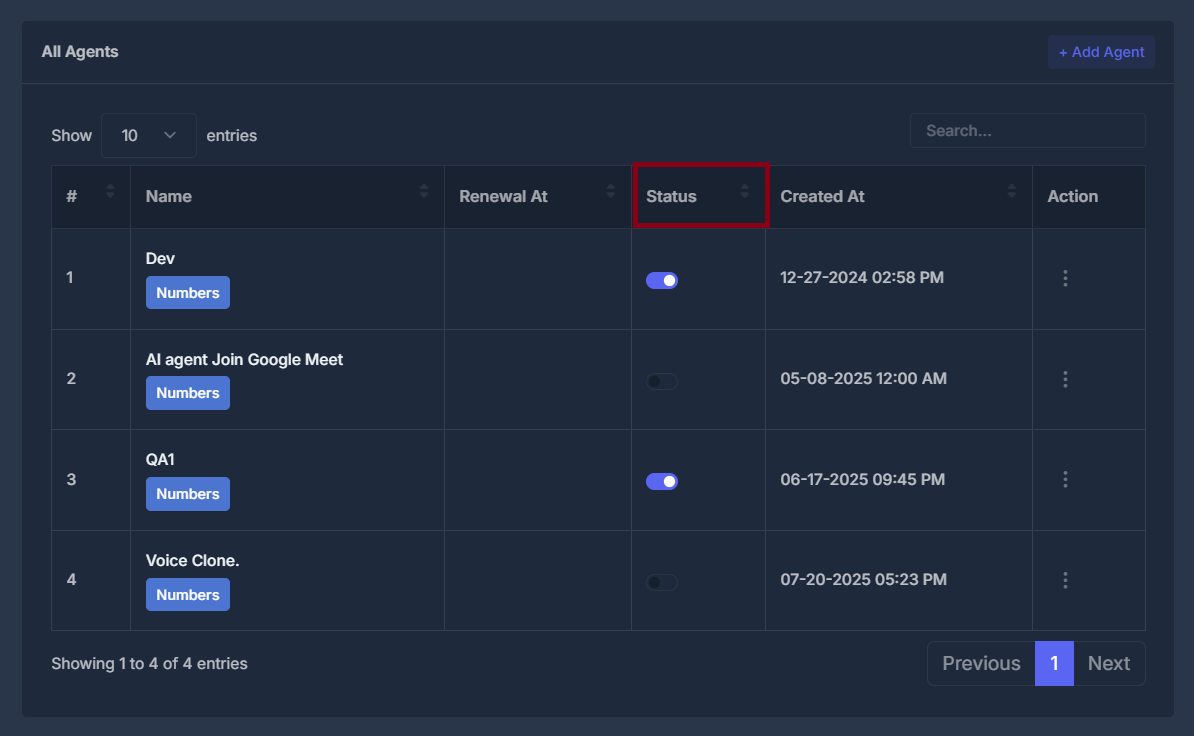 All Agents
+ Add Agent
Show 10 entries
Search...
# Name Renewal At Status Created At Action
Dev
1 12-27-2024 02:58 PM
Numbers
AI agent Join Google Meet
2 05-08-2025 12:00 AM
Numbers
QA1
3 06-17-2025 09:45 PM
Numbers
Voice Clone.
4 07-20-2025 05:23 PM
Numbers
Showing 1 to 4 of 4 entries
Previous 1 Next